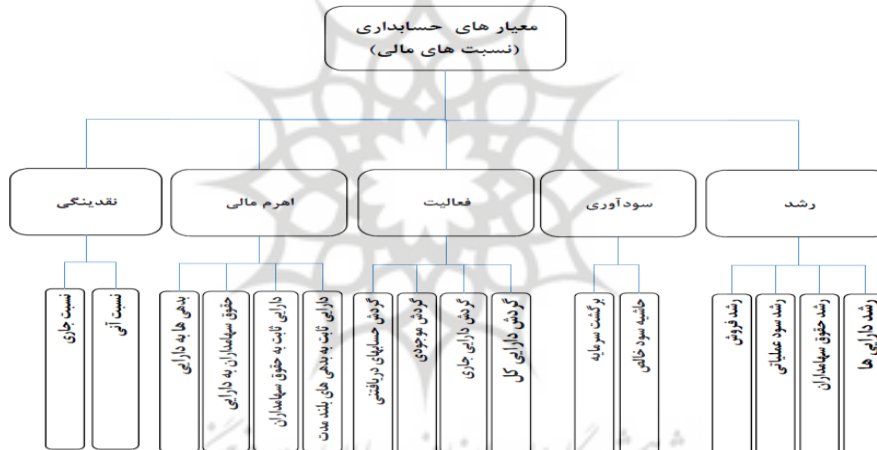 معیار های حسابداری
(نسبت های مالی)
رشد
سودآوری
فعالیت
اهرم مالی
نقدینگی
رشد دارایی ها
رشد حقوق سهامداران
رشد سود عملیاتی
رشد فروش
حاشیه سود خالص
برگشت سرمایه
گردش دارایی کل
گردش دارایی جاری
گردش موجودی
گردش حسابهای دریافتنی
دارایی ثابت به بدهی های بلند مدت
دارایی ثابت به حقوق سهامداران
حقوق سهامداران به دارایی
بدهی ها به دارایی
نسبت آنی
نسبت جاری